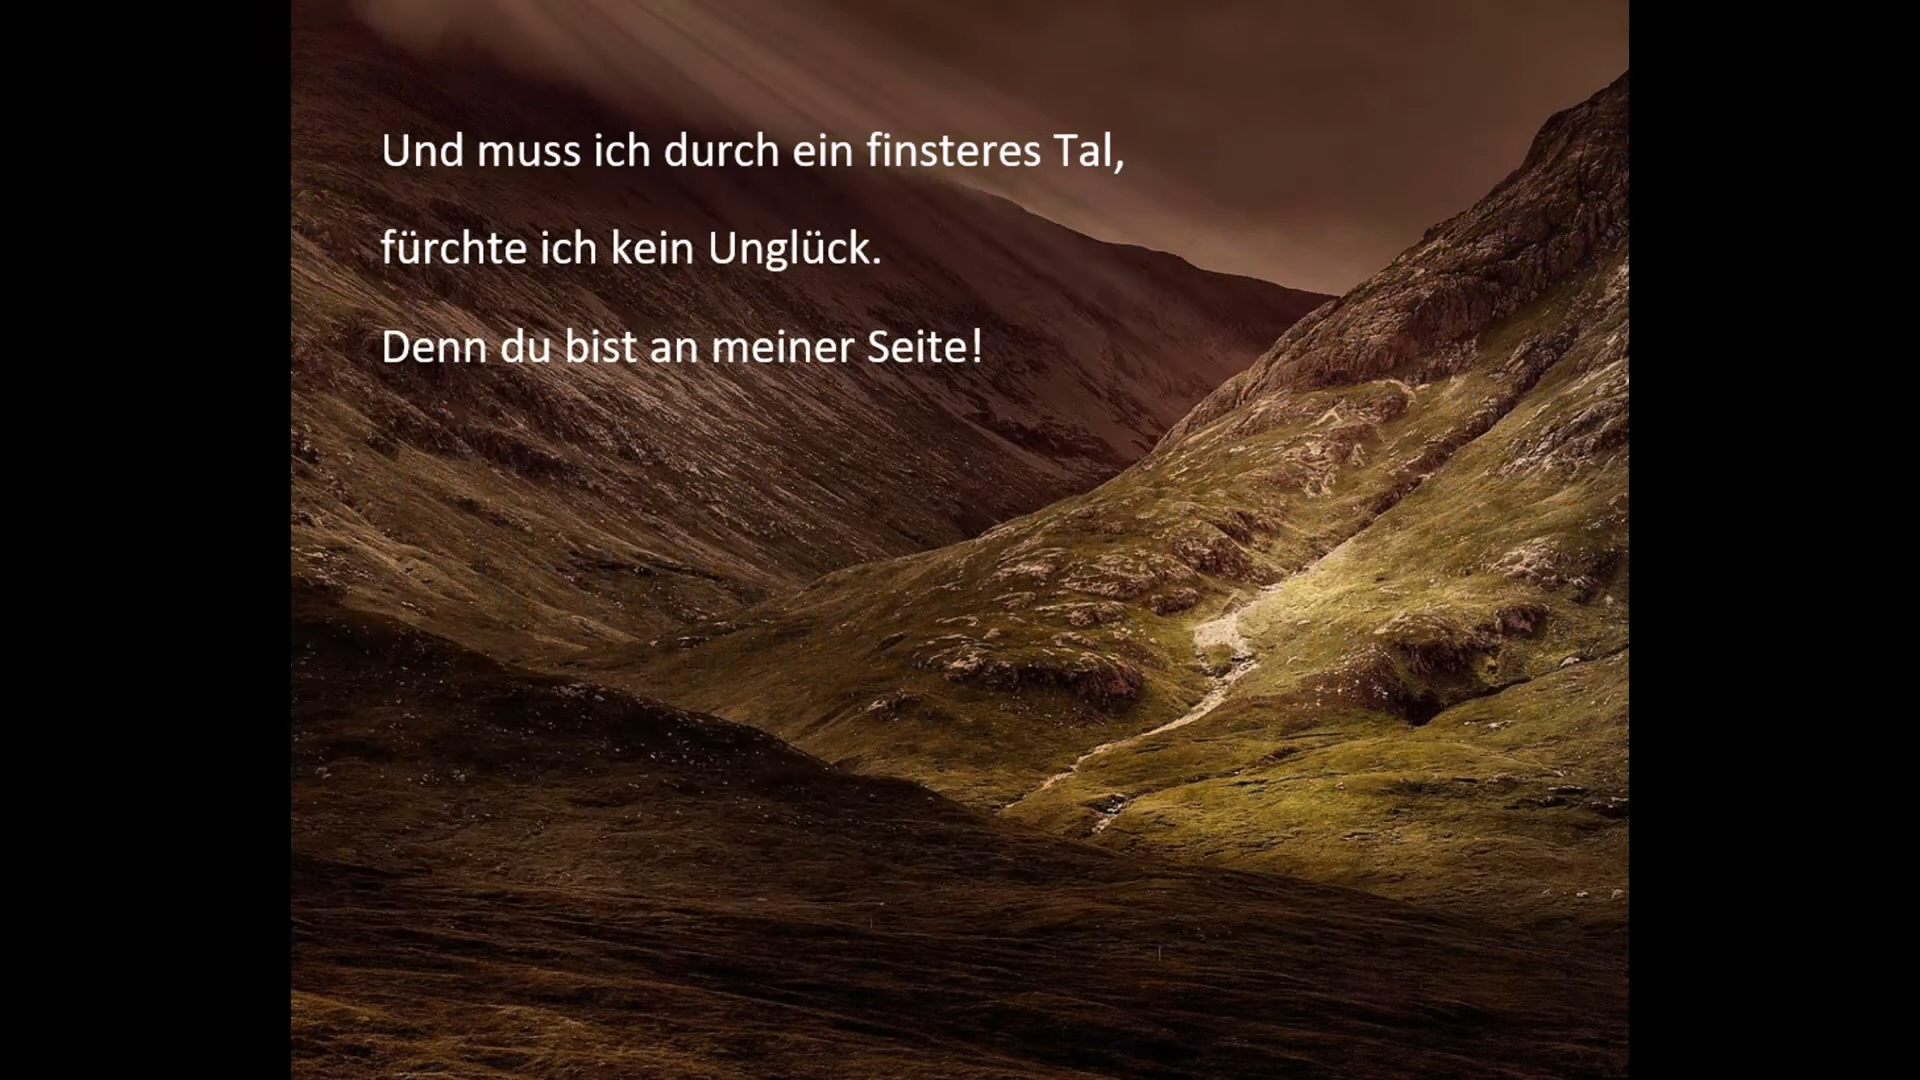 Und muss ich durch ein finsteres Tal,
fürchte ich kein Unglück.
Denn du bist an meiner Seite!